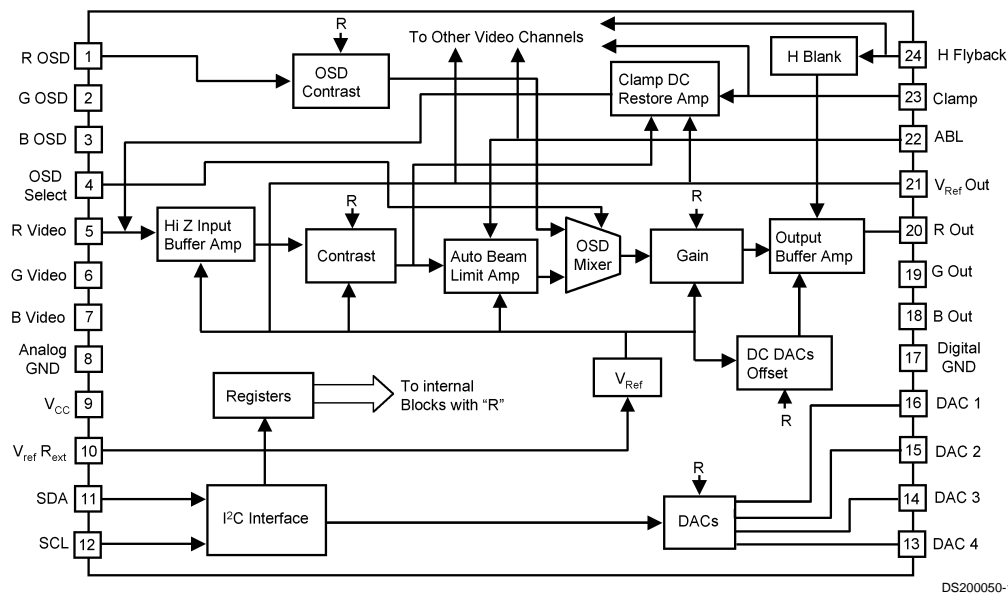 R OSD 1
G OSD 2
B OSD 3
OSD
Select 4
R Video 5
G Video 6
B Video 7
Analog
GND 8
VCC 9
Vref Rext 10
SDA 11
SCL 12
R
OSD
Contrast
To Other Video Channels
Clamp DC
Restore Amp
H Blank
Hi Z Input
Buffer Amp
R
Contrast
Auto Beam
Limit Amp
OSD
Mixer
R
Gain
Output
Buffer Amp
Registers
To internal
Blocks with “R”
VRef
DC DACs
Offset
R
I2C Interface
R
DACs
24 H Flyback
23 Clamp
22 ABL
21 VRef Out
20 R Out
19 G Out
18 B Out
17 Digital
GND
16 DAC 1
15 DAC 2
14 DAC 3
13 DAC 4